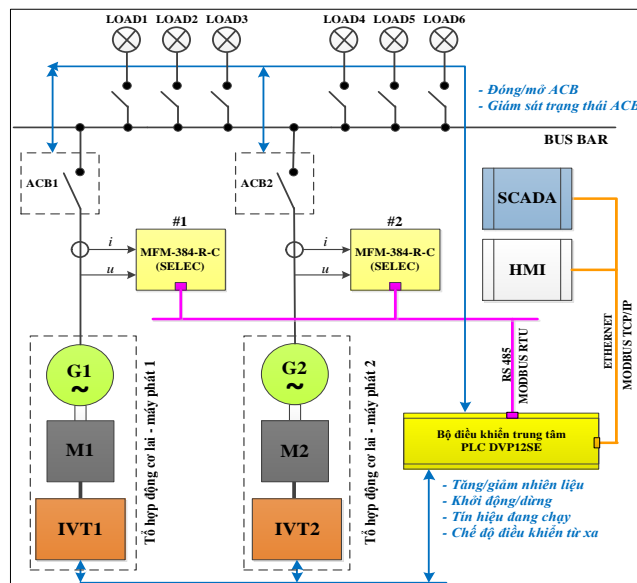 LOAD1 LOAD2 LOAD3 LOAD4 LOAD5 LOAD6
- Đóng/mở ACB
- Giám sát trạng thái ACB
BUS BAR
ACB1
ACB2
#1
MFM-384-R-C
(SELEC)
#2
MFM-384-R-C
(SELEC)
i
u
i
u
SCADA
HMI
ETHERNET
MODBUS TCP/IP
RS 485
MODBUS RTU
G1
~
M1
IVT1
Tổ hợp động cơ lai - máy phát 1
G2
~
M2
IVT2
Tổ hợp động cơ lai - máy phát 2
Bộ điều khiển trung tâm
PLC DVP12SE
- Tăng/giảm nhiên liệu
- Khởi động/dừng
- Tín hiệu đang chạy
- Chế độ điều khiển từ xa